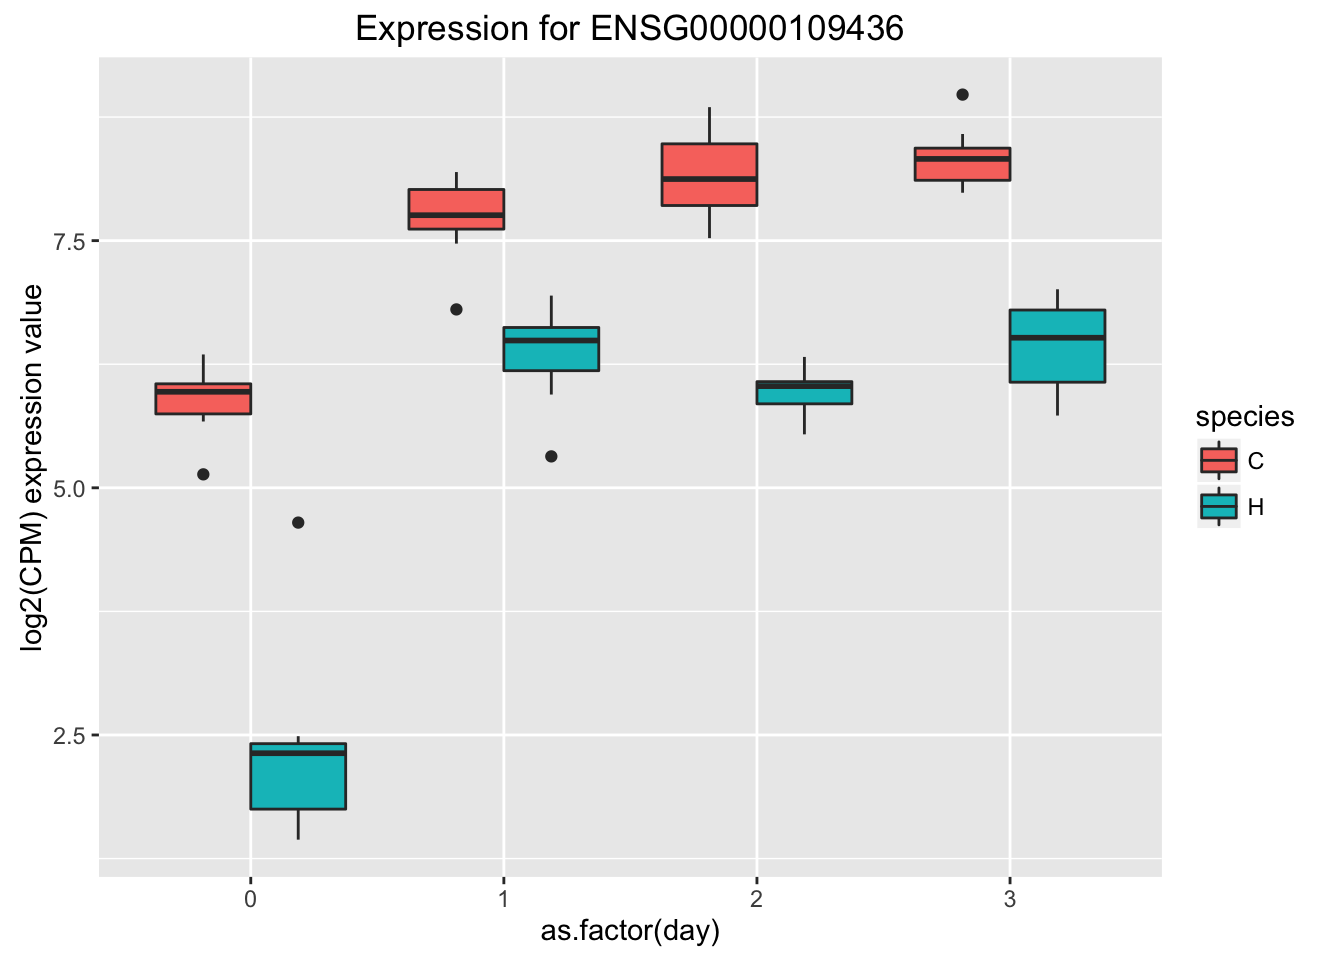 Expression for ENSG00000109436
log2(CPM) expression value
7.5
5.0
2.5
0 1 2 3
as.factor(day)
species
C
H